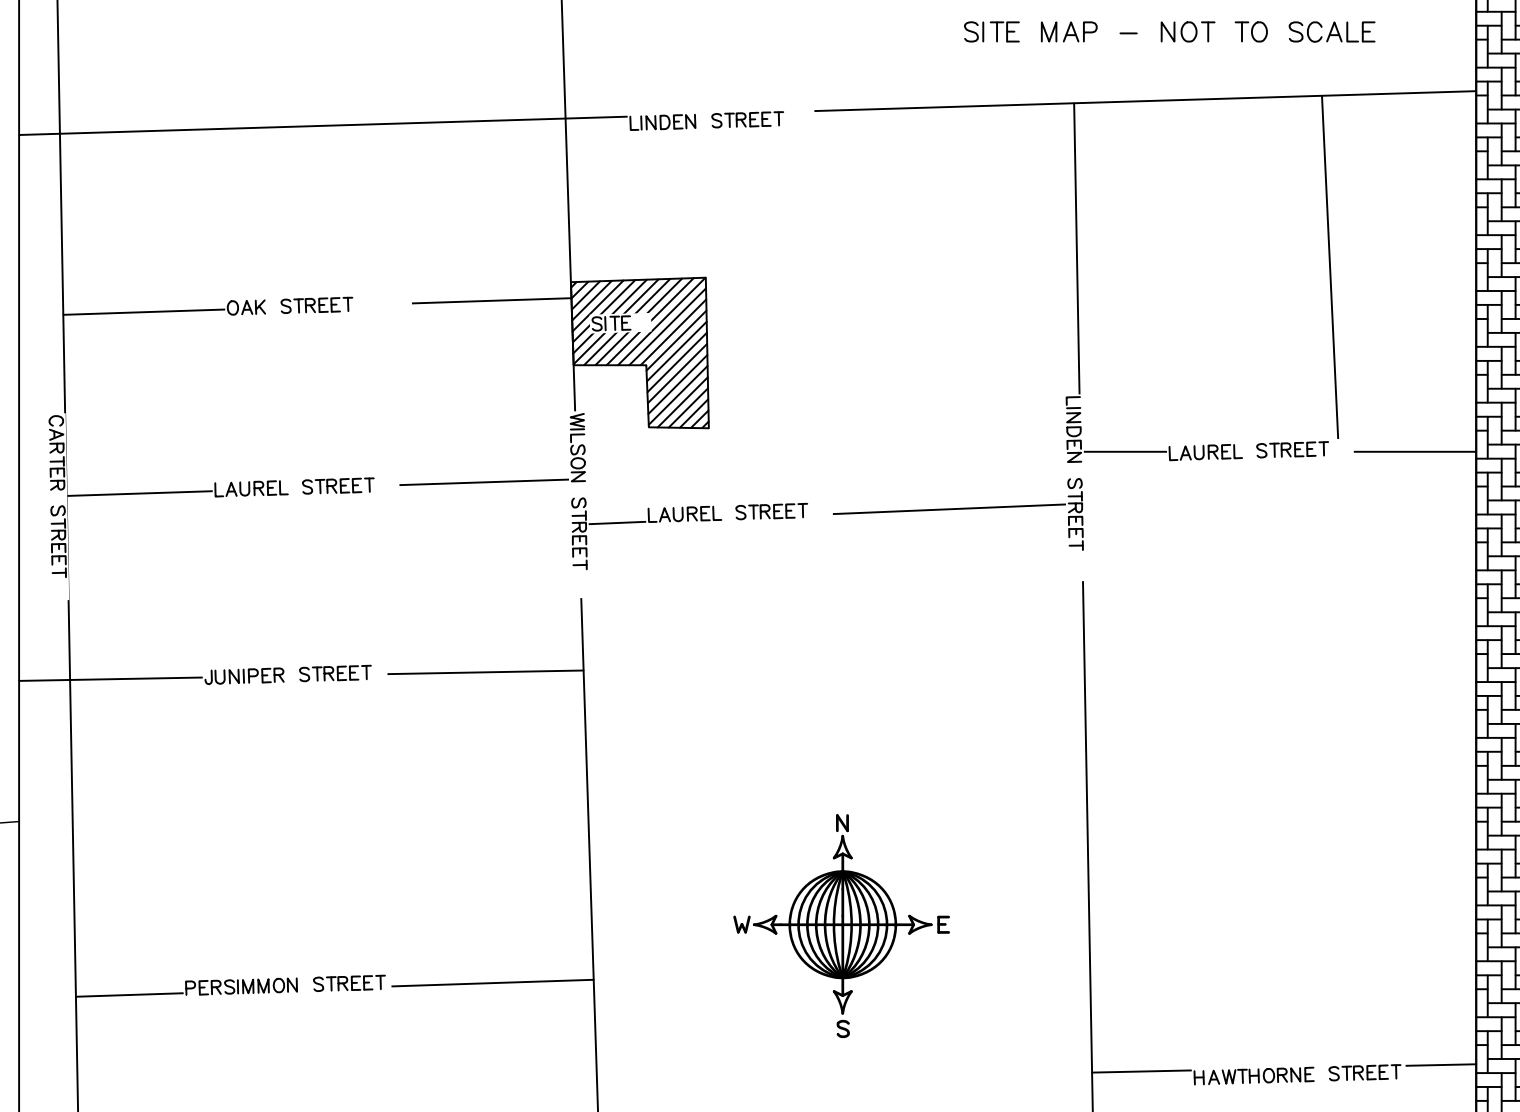 SITE MAP – NOT TO SCALE
LINDEN STREET
OAK STREET
SITE
CARTER STREET
WILSON STREET
LINDEN STREET
LAUREL STREET
LAUREL STREET
LAUREL STREET
JUNIPER STREET
N
W
E
S
PERSIMMON STREET
HAWTHORNE STREET